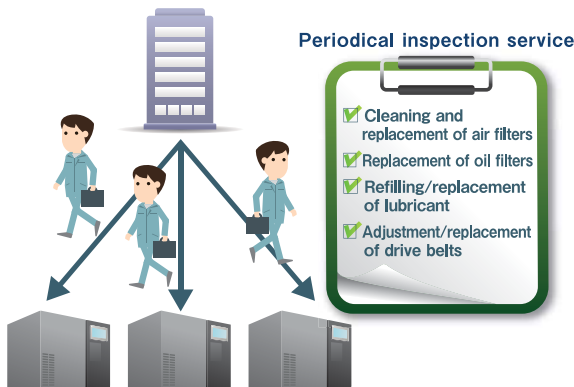 Periodical inspection service
Cleaning and
replacement of air filters
Replacement of oil filters
Refilling/replacement
of lubricant
Adjustment/replacement
of drive belts